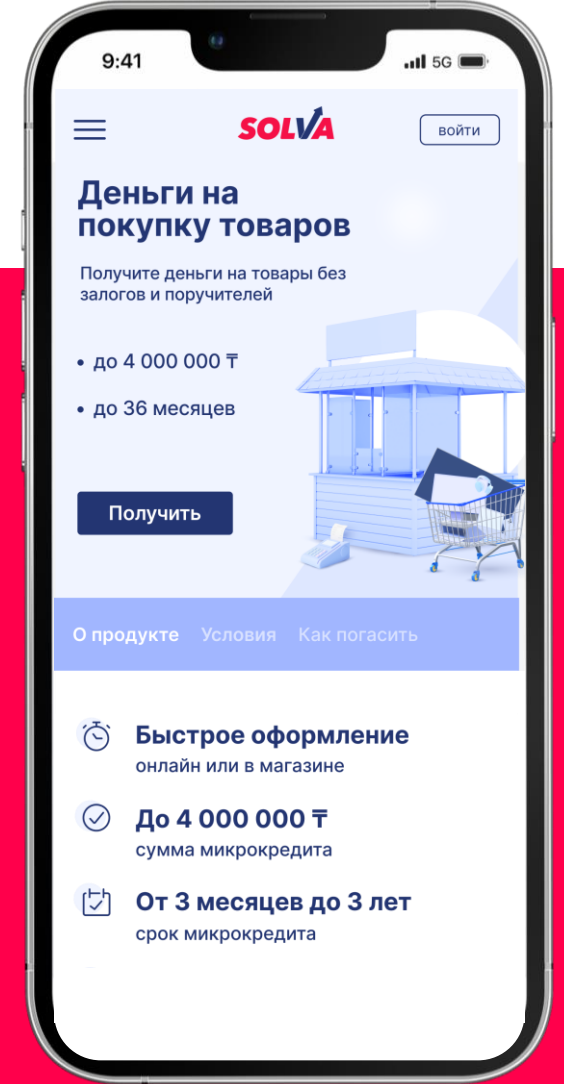 9:41
5G
SOLVA
войти
Деньги на
покупку товаров
Получите деньги на товары без
залогов и поручителей
• до 4 000 000 ₸
• до 36 месяцев
Получить
О продукте Условия Как погасить
Быстрое оформление
онлайн или в магазине
До 4 000 000 ₸
сумма микрокредита
От 3 месяцев до 3 лет
срок микрокредита